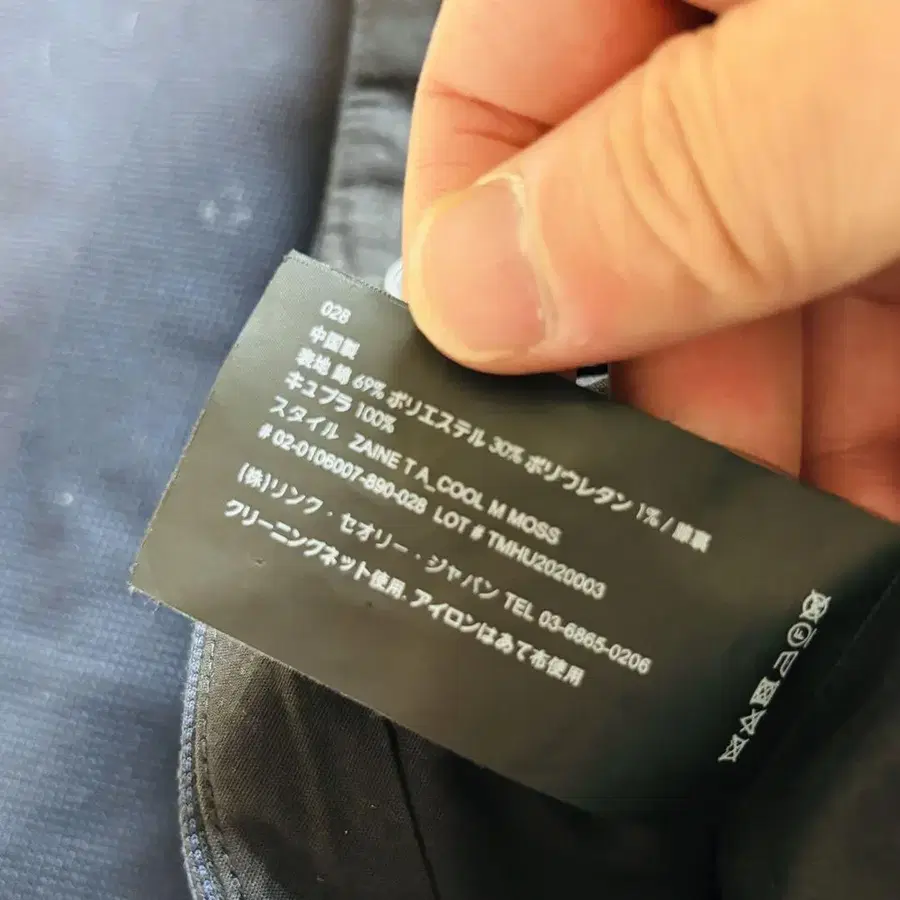 028
中国製
表地 綿 69% ポリエステル 30% ポリウレタン 1% / 膝裏
キュプラ 100%
スタイル ZAINE T A_COOL M MOSS
# 02-0106007-890-028 LOT # TMHU2020003
(株)リンク・セオリー・ジャパン TEL 03-6865-0206
クリーニングネット使用. アイロンはあて布使用